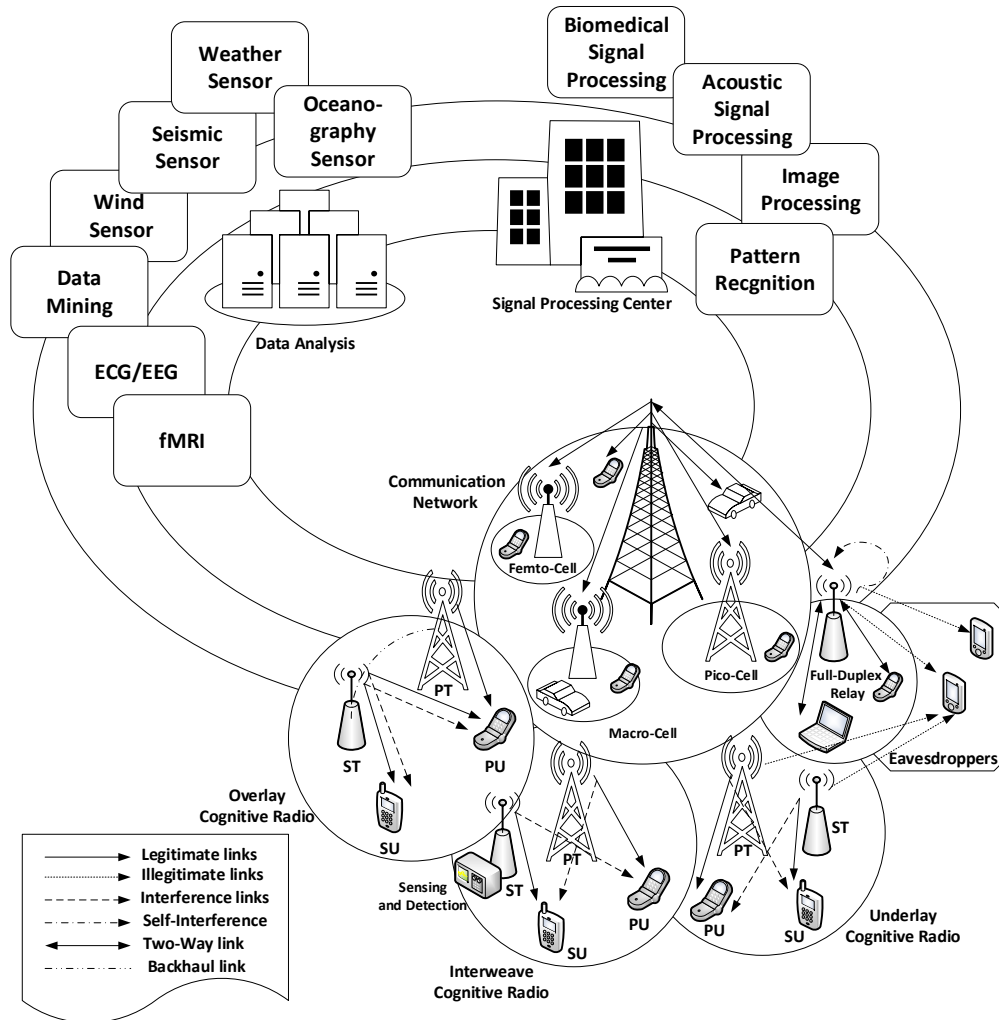 Biomedical
Signal
Processing
Weather
Sensor
Acoustic
Signal
Processing
Oceano-
graphy
Sensor
Seismic
Sensor
Image
Processing
Wind
Sensor
Pattern
Recgnition
Data
Mining
Signal Processing Center
Data Analysis
ECG/EEG
fMRI
Communication
Network
Femto-Cell
Pico-Cell
Full-Duplex
Relay
PT
Macro-Cell
ST
PU
Eavesdroppers
Overlay
Cognitive Radio
SU
ST
PT
PT
Sensing
and Detection
ST
PU
PU
SU
SU
Underlay
Cognitive Radio
Interweave
Cognitive Radio
Legitimate links
Illegitimate links
Interference links
Self-Interference
Two-Way link
Backhaul link